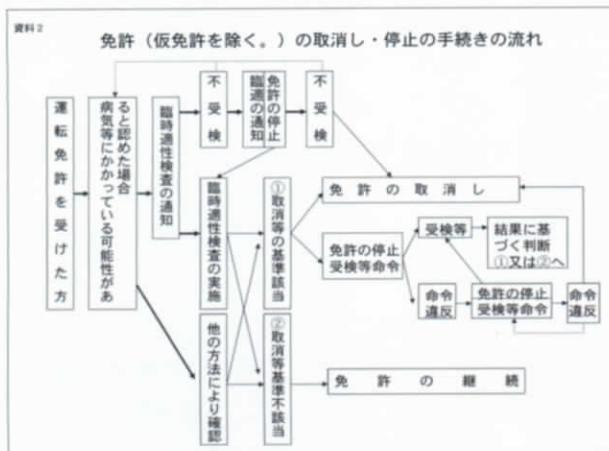 資料2
免許（仮免許を除く。）の取消し・停止の手続きの流れ
運転免許を受けた方
病気等にかかっている可能性があ
ると認めた場合
臨時適性検査の通知
不受検
免許の停止
臨適の通知
不受検
臨時適性検査の実施
他の方法により確認
①取消等の基準該当
②取消等基準不該当
免許の取消し
免許の停止
受検等命令
受検等
結果に基
づく判断
①又は②へ
命令
違反
免許の停止
受検等命令
命令
違反
免許の継続